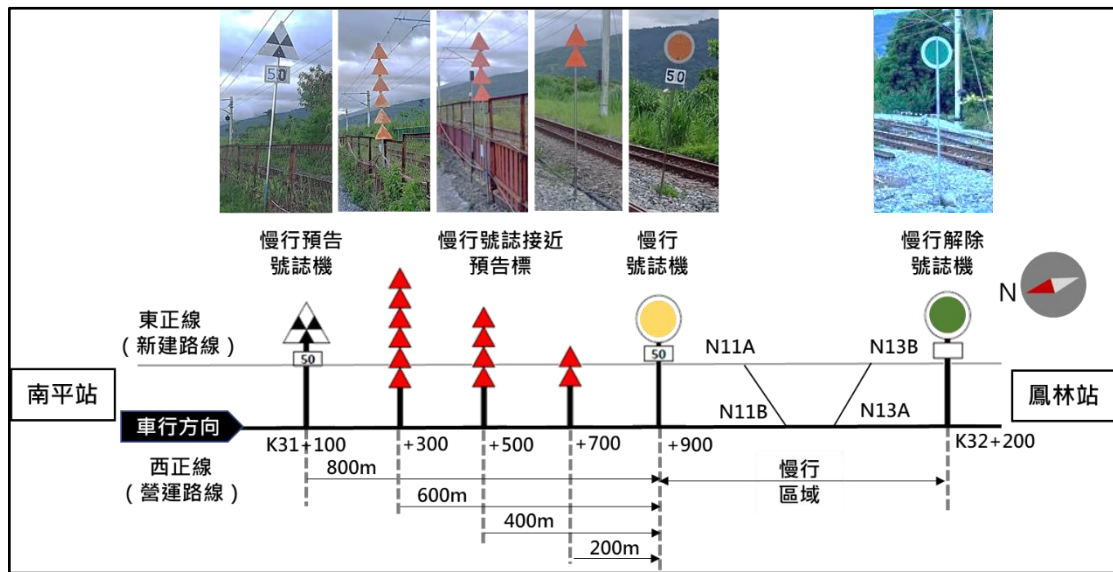 50
50
慢行預告
號誌機
慢行號誌接近
預告標
慢行
號誌機
慢行解除
號誌機
N
東正線
（新建路線）
50
50
N11A
N13B
南平站
鳳林站
車行方向
N11B
N13A
K31+100
+300
+500
+700
+900
K32+200
西正線
（營運路線）
800m
慢行
區域
600m
400m
200m